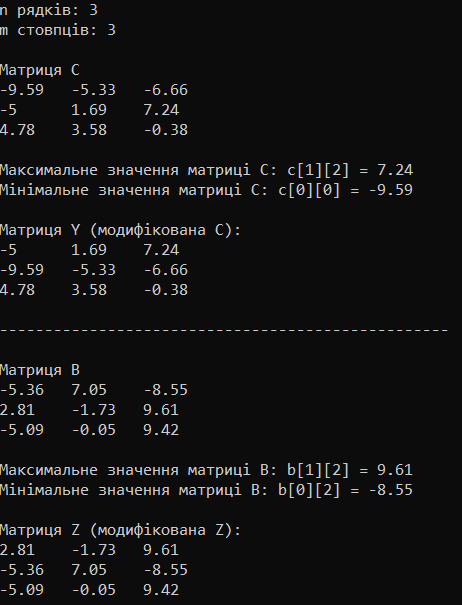 n рядків: 3
m стовпців: 3
Матриця C
-9.59 -5.33 -6.66
-5 1.69 7.24
4.78 3.58 -0.38
Максимальне значення матриці C: c[1][2] = 7.24
Мінімальне значення матриці C: c[0][0] = -9.59
Матриця Y (модифікована C):
-5 1.69 7.24
-9.59 -5.33 -6.66
4.78 3.58 -0.38
--------------------------------------------------
Матриця B
-5.36 7.05 -8.55
2.81 -1.73 9.61
-5.09 -0.05 9.42
Максимальне значення матриці B: b[1][2] = 9.61
Мінімальне значення матриці B: b[0][2] = -8.55
Матриця Z (модифікована Z):
2.81 -1.73 9.61
-5.36 7.05 -8.55
-5.09 -0.05 9.42